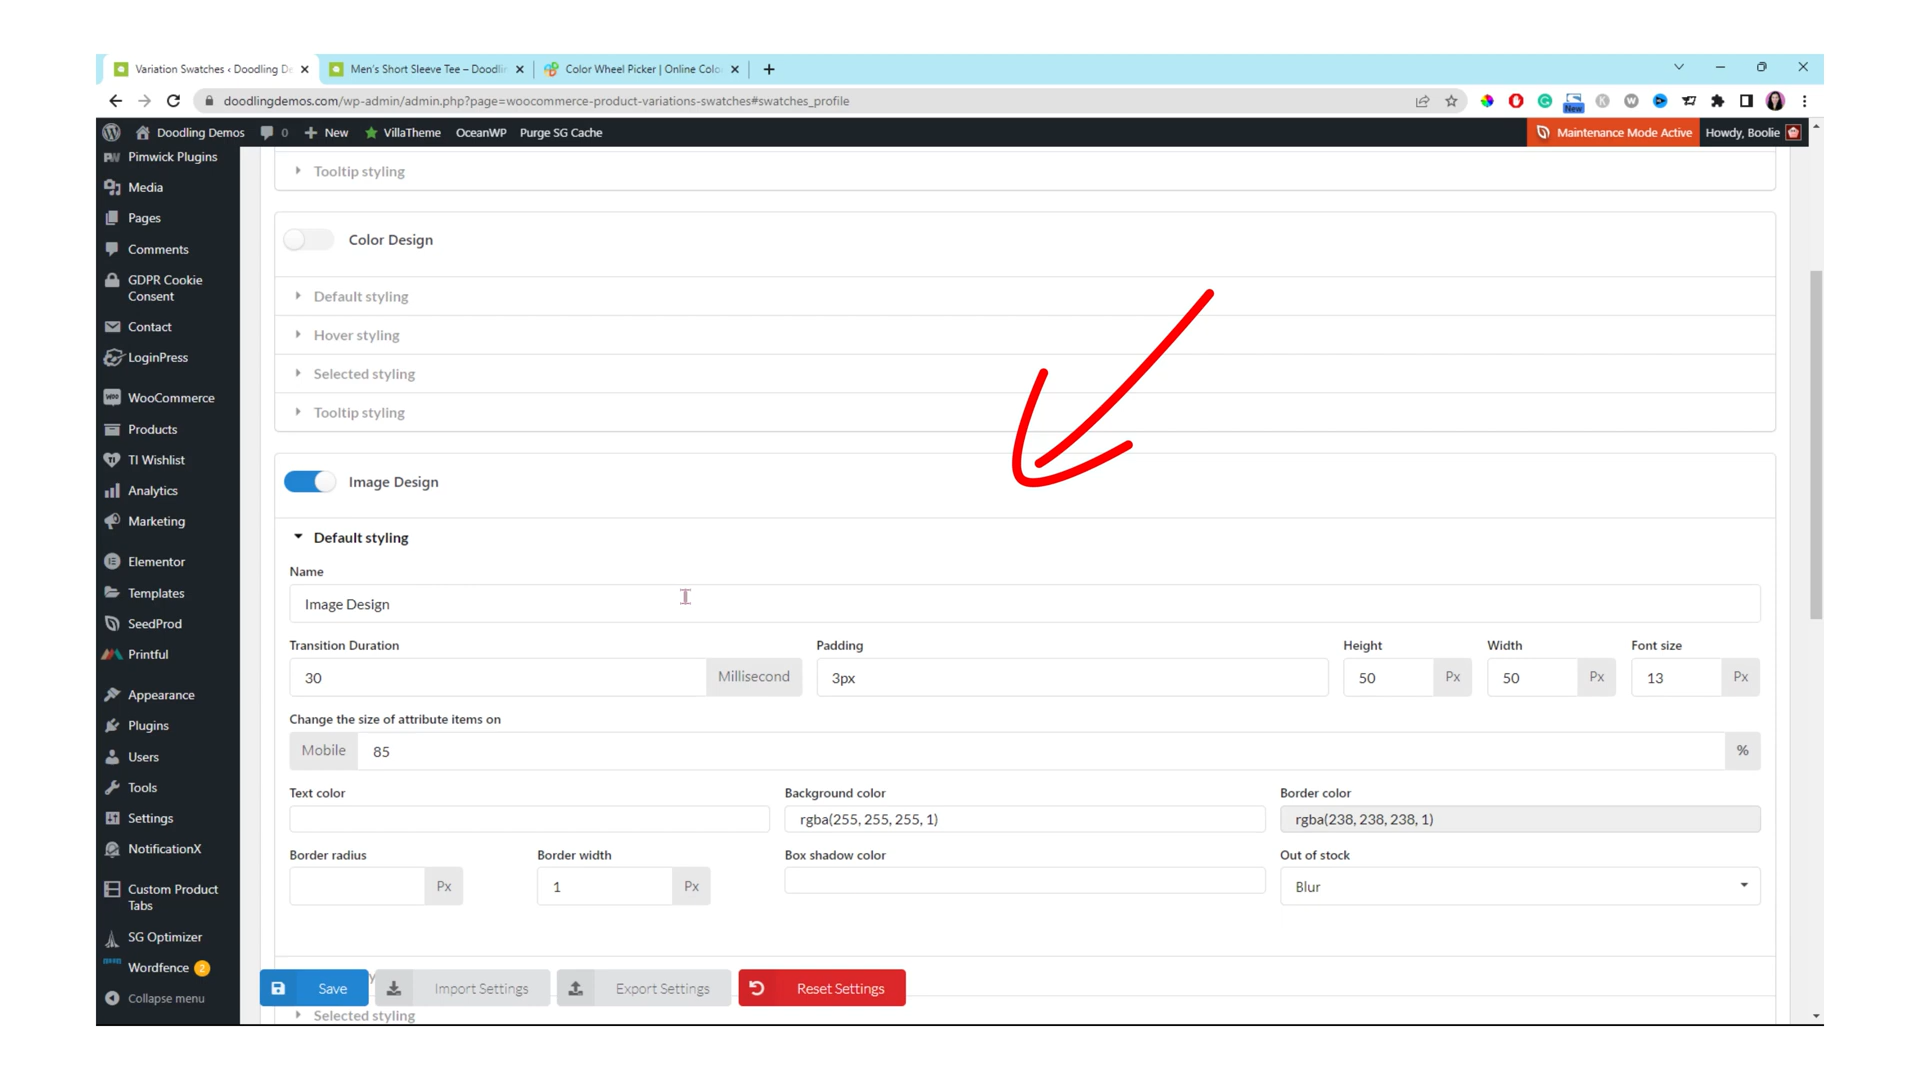 Variation Swatches ‹ Doodling De
Men's Short Sleeve Tee – Doodlin
Color Wheel Picker | Online Colo
doodlingdemos.com/wp-admin/admin.php?page=woocommerce-product-variations-swatches#swatches_profile
New
Doodling Demos
0
New
VillaTheme
OceanWP
Purge SG Cache
Maintenance Mode Active
Howdy, Boolie
Pimwick Plugins
Media
Pages
Comments
GDPR Cookie
Consent
Contact
LoginPress
WooCommerce
Products
TI Wishlist
Analytics
Marketing
Elementor
Templates
SeedProd
Printful
Appearance
Plugins
Users
Tools
Settings
NotificationX
Custom Product
Tabs
SG Optimizer
Wordfence 2
Collapse menu
Tooltip styling
Color Design
Default styling
Hover styling
Selected styling
Tooltip styling
Image Design
Default styling
Name
Image Design
Transition Duration
Padding
Height
Width
Font size
30 Millisecond
3px
50 Px
50 Px
13 Px
Change the size of attribute items on
Mobile 85 %
Text color
Background color
Border color
rgba(255, 255, 255, 1)
rgba(238, 238, 238, 1)
Border radius
Border width
Box shadow color
Out of stock
Px
1 Px
Blur
Save
Import Settings
Export Settings
Reset Settings
Selected styling